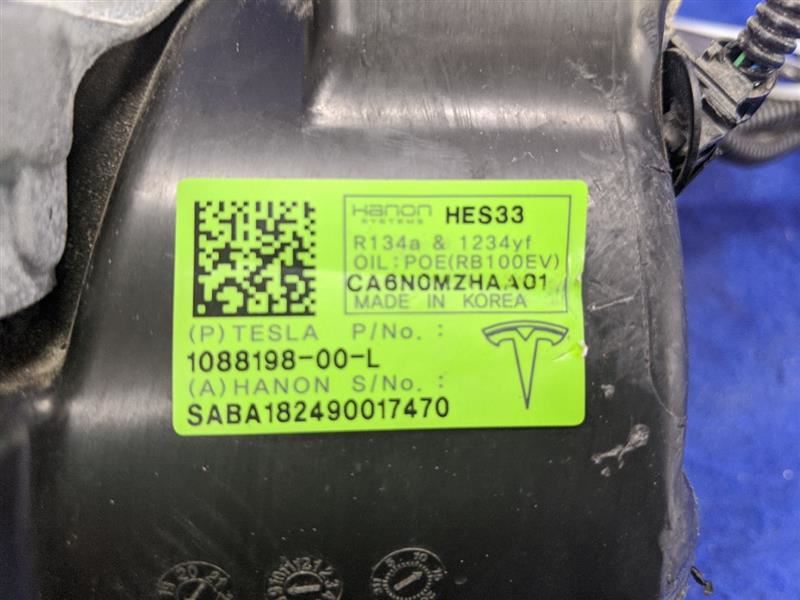 Hanon
SYSTEMS
HES33
R134a & 1234yf
OIL:POE(RB100EV)
CA6N0MZHAA01
MADE IN KOREA
(P) TESLA P/No. :
1088198-00-L
(A) HANON S/No. :
SABA182490017470